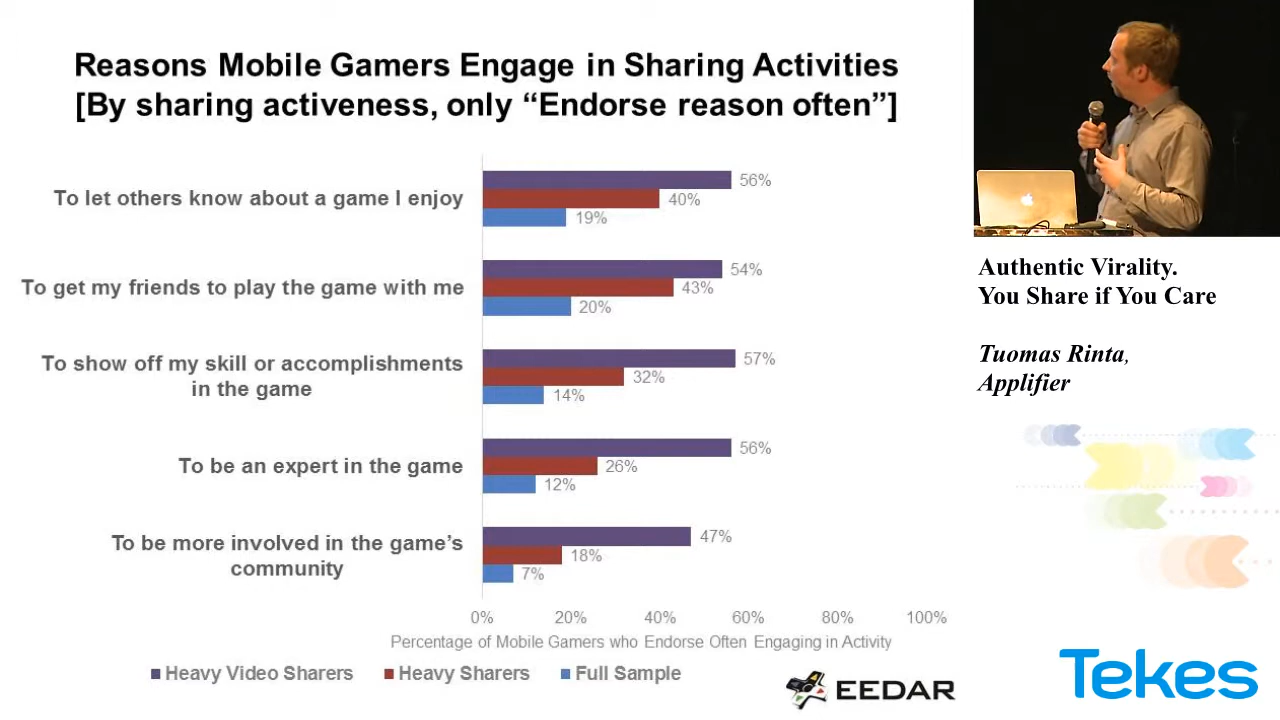 Reasons Mobile Gamers Engage in Sharing Activities
[By sharing activeness, only “Endorse reason often”]
To let others know about a game I enjoy
56%
40%
19%
To get my friends to play the game with me
54%
43%
20%
To show off my skill or accomplishments
in the game
57%
32%
14%
To be an expert in the game
56%
26%
12%
To be more involved in the game’s
community
47%
18%
7%
0% 20% 40% 60% 80% 100%
Percentage of Mobile Gamers who Endorse Often Engaging in Activity
Heavy Video Sharers Heavy Sharers Full Sample
EEDAR
Authentic Virality.
You Share if You Care
Tuomas Rinta,
Applifier
Tekes